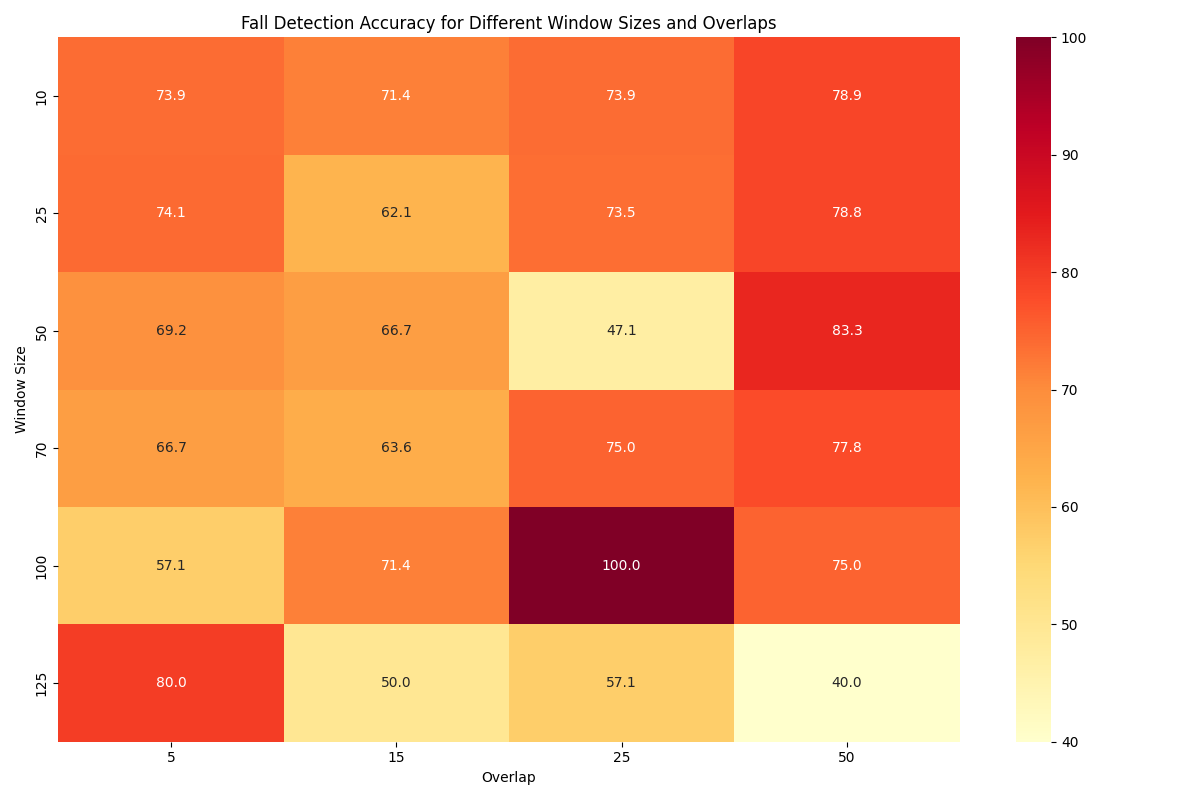 Fall Detection Accuracy for Different Window Sizes and Overlaps
Window Size
10
73.9 71.4 73.9 78.9
25
74.1 62.1 73.5 78.8
50
69.2 66.7 47.1 83.3
70
66.7 63.6 75.0 77.8
100
57.1 71.4 100.0 75.0
125
80.0 50.0 57.1 40.0
5 15 25 50
Overlap
100
90
80
70
60
50
40